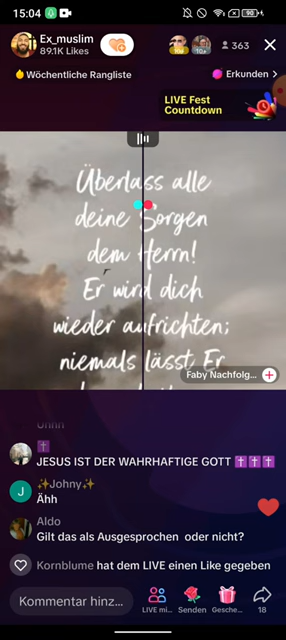 15:04
Ex_muslim
89.1K Likes
363
Wöchentliche Rangliste
Erkunden
LIVE Fest
Countdown
Überlass alle
deine Sorgen
dem Herrn!
Er wird dich
wieder aufrichten;
niemals lässt Er
Faby Nachfolg...
JESUS IST DER WAHRHAFTIGE GOTT
✨Johny✨
J
Ähh
Aldo
Gilt das als Ausgesprochen oder nicht?
Kornblume hat dem LIVE einen Like gegeben
Kommentar hinz...
LIVE mi...
Senden
Gesche...
18